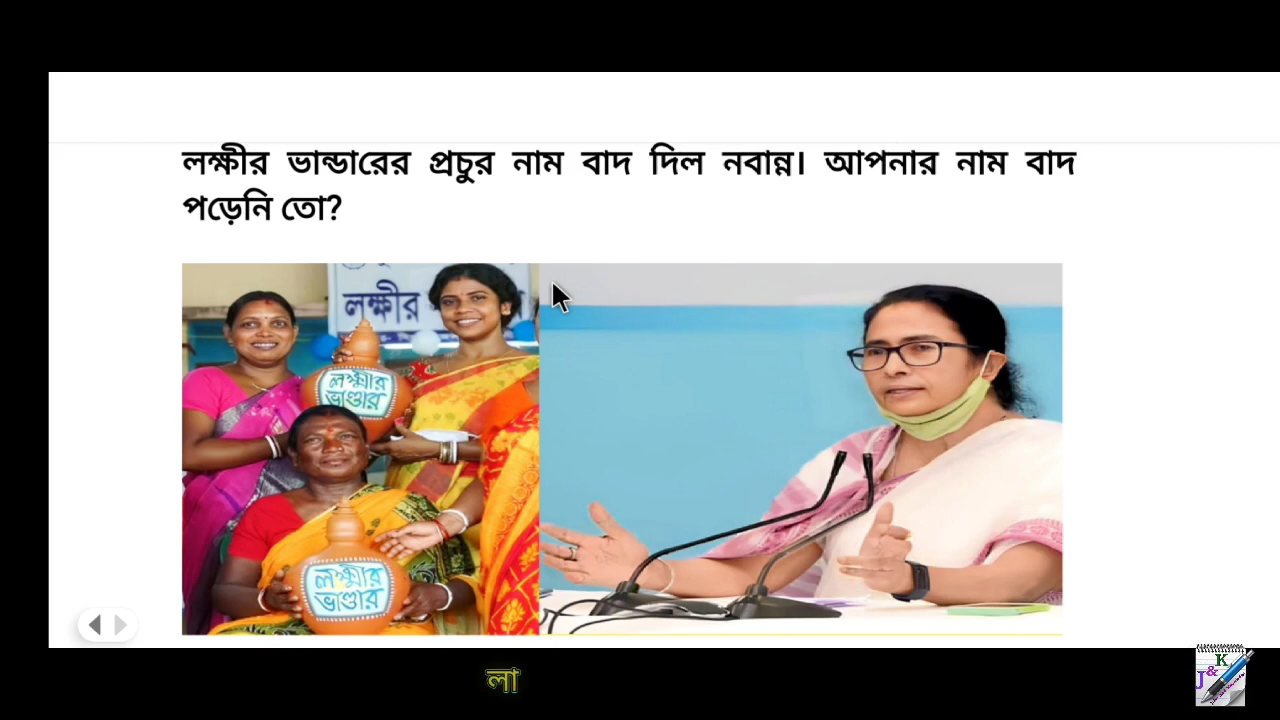 লক্ষীর ভান্ডারের প্রচুর নাম বাদ দিল নবান্ন। আপনার নাম বাদ
পড়েনি তো?
লক্ষীর
লক্ষ্মীর
ভাণ্ডার
লক্ষ্মীর
ভাণ্ডার
লা
J&K